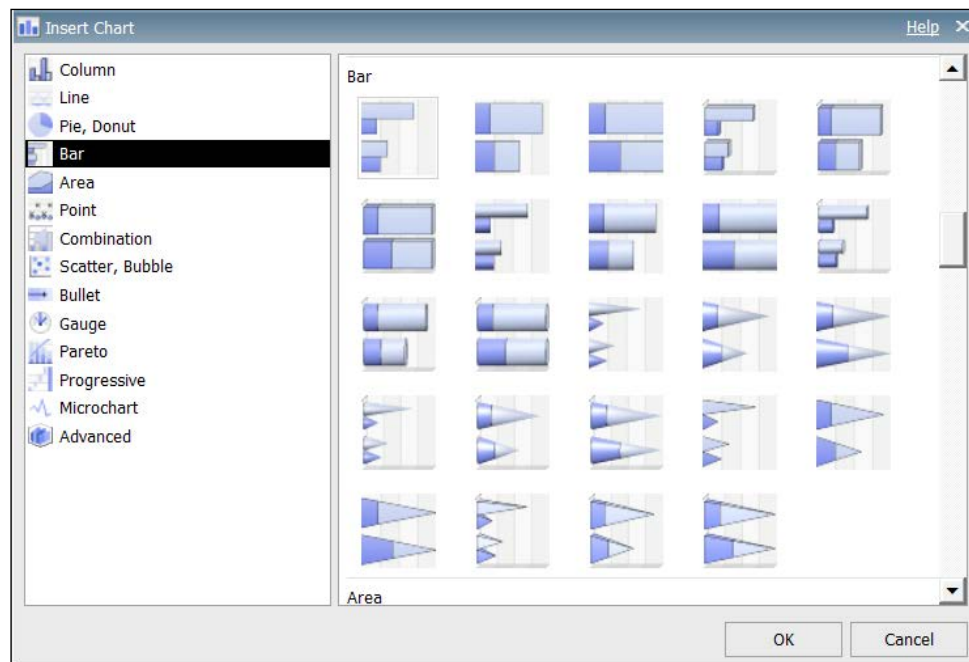 Insert Chart
Help
Column
Line
Pie, Donut
Bar
Area
Point
Combination
Scatter, Bubble
Bullet
Gauge
Pareto
Progressive
Microchart
Advanced
Bar
Area
OK
Cancel